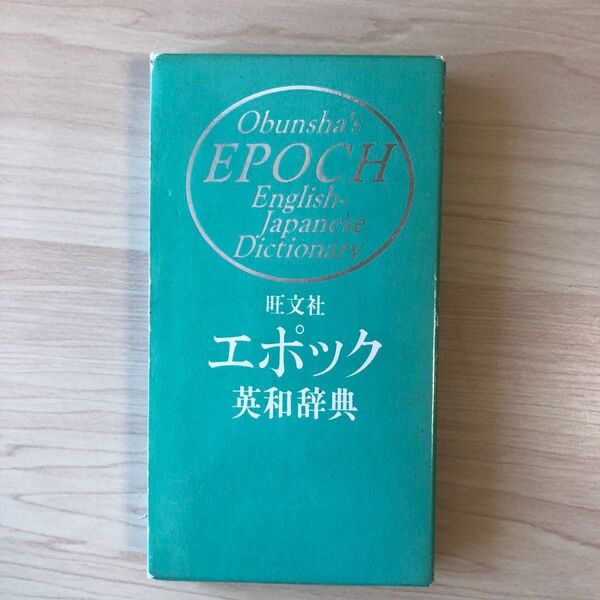 Obunsha's
EPOCH
English-
Japanese
Dictionary
旺文社
エポック
英和辞典